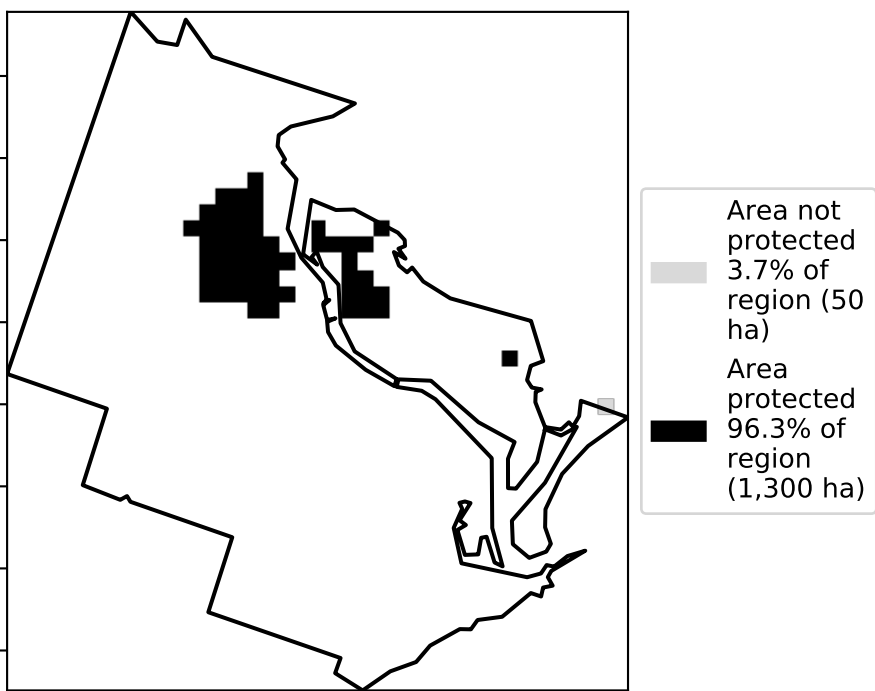 Area not
protected
3.7% of
region (50
ha)
Area
protected
96.3% of
region
(1,300 ha)